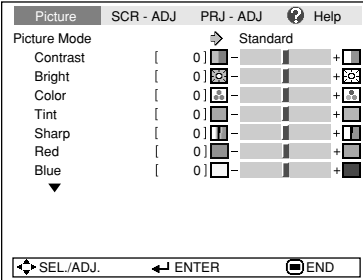 Picture SCR - ADJ PRJ - ADJ ? Help
Picture Mode Standard
Contrast [ 0 ] - +
Bright [ 0 ] - +
Color [ 0 ] - +
Tint [ 0 ] - +
Sharp [ 0 ] - +
Red [ 0 ] - +
Blue [ 0 ] - +
SEL./ADJ. ENTER END